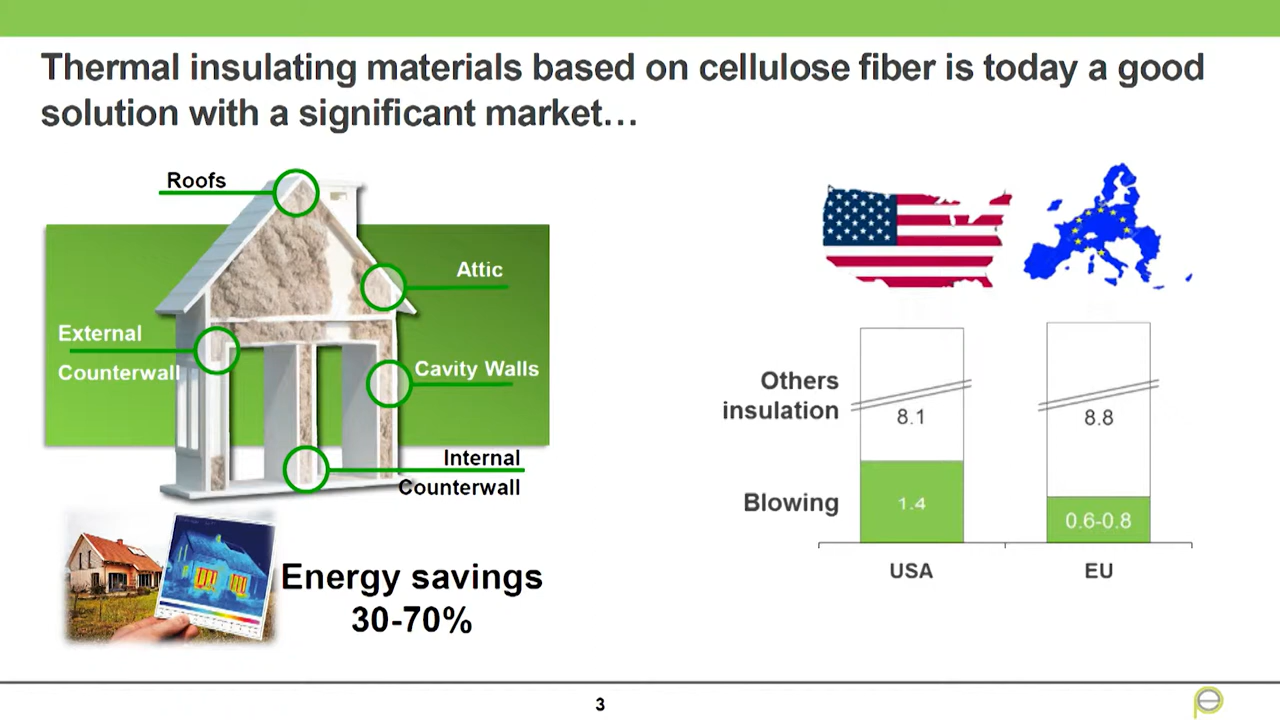 Thermal insulating materials based on cellulose fiber is today a good
solution with a significant market…
Roofs
Attic
External
Counterwall
Cavity Walls
Internal
Counterwall
Energy savings
30-70%
Others
insulation
8.1
8.8
Blowing
1.4
0.6-0.8
USA
EU
3